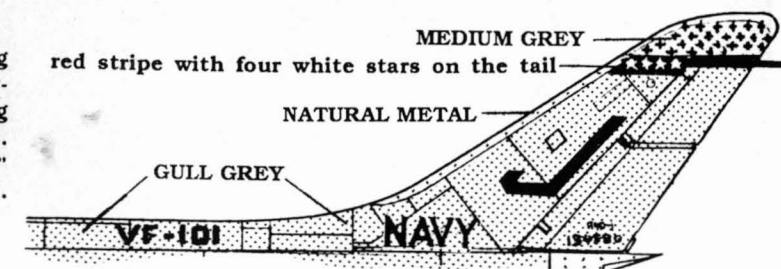 MEDIUM GREY
red stripe with four white stars on the tail
NATURAL METAL
GULL GREY
VF-101
NAVY